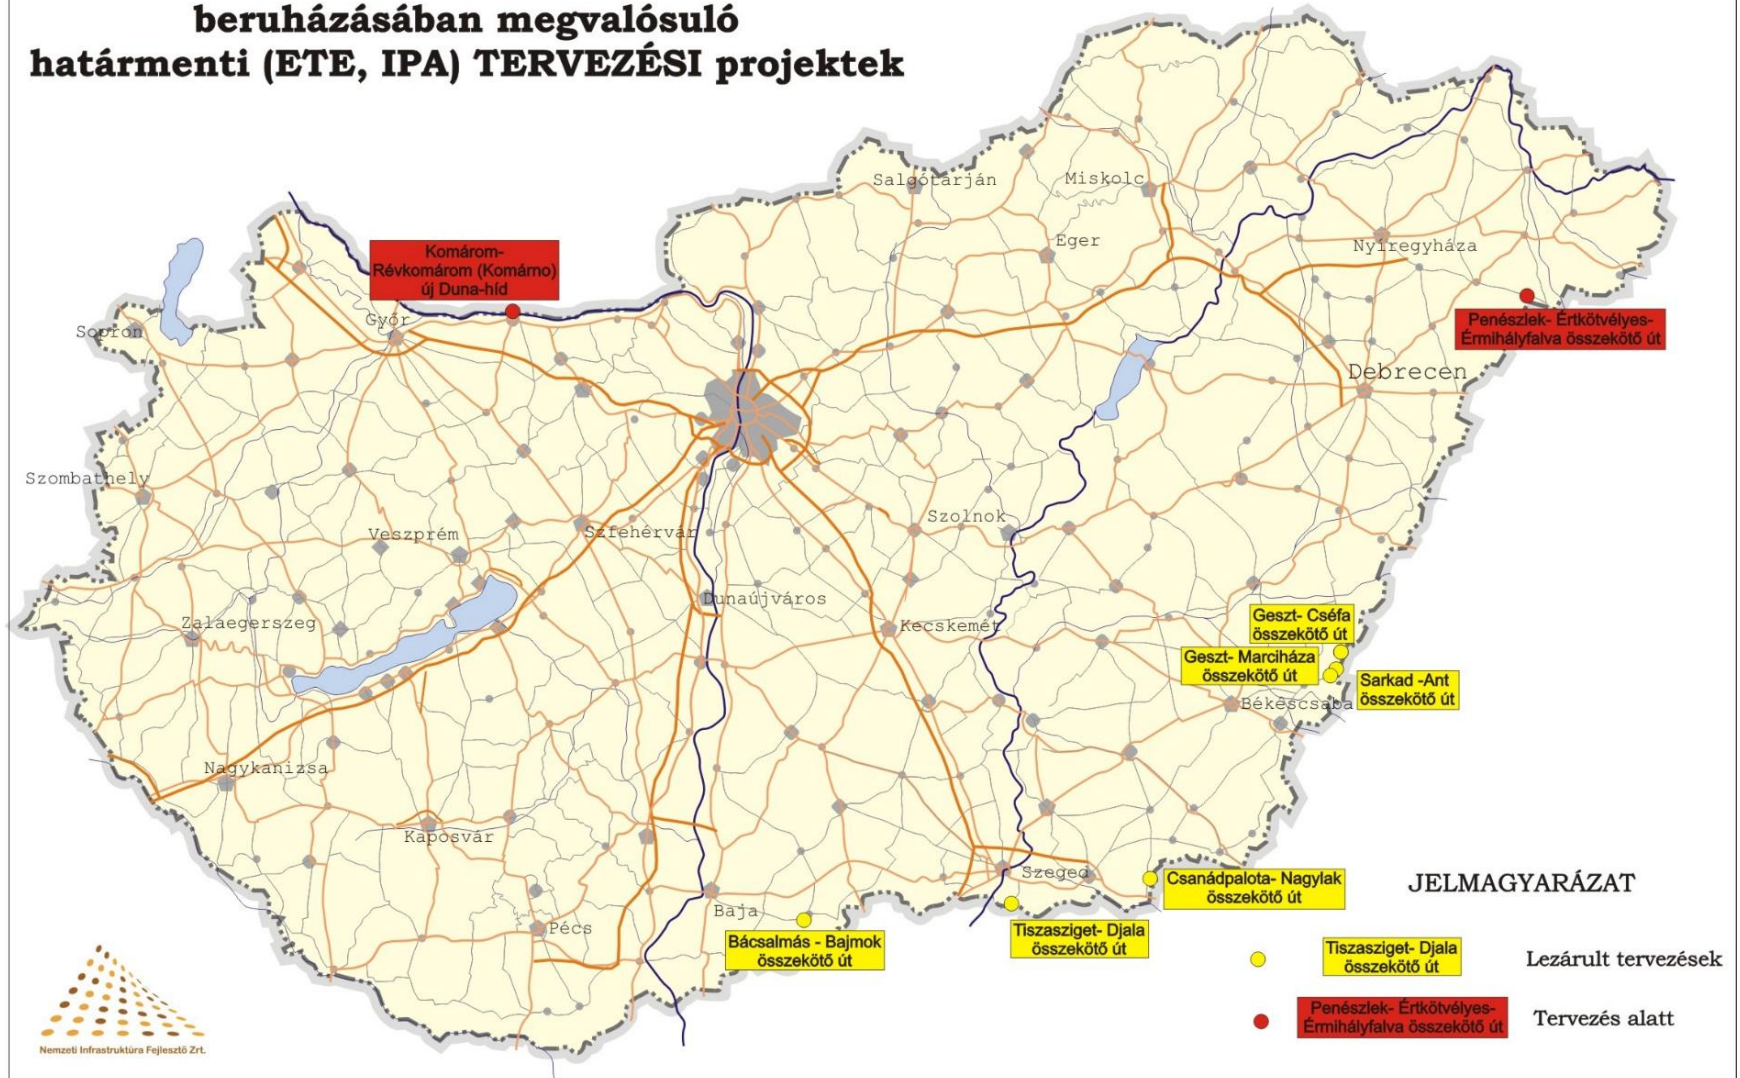 beruházásában megvalósuló
határmenti (ETE, IPA) TERVEZÉSI projektek
Salgótarján
Miskolc
Eger
Nyíregyháza
Komárom-
Révkomárom (Komárno)
új Duna-híd
Győr
Sopron
Penészlek- Értkötvélyes-
Érmihályfalva összekötő út
Debrecen
Szombathely
Veszprém
Szfehérvár
Szolnok
Dunaújváros
Zalaegerszeg
Kecskemét
Geszt- Cséfa
összekötő út
Geszt- Marciháza
összekötő út
Sarkad -Ant
összekötő út
Békéscsaba
Nagykanizsa
Kaposvár
Szeged
Csanádpalota- Nagylak
összekötő út
Baja
Pécs
Bácsalmás - Bajmok
összekötő út
Tiszasziget- Djala
összekötő út
JELMAGYARÁZAT
Tiszasziget- Djala
összekötő út
Lezárult tervezések
Penészlek- Értkötvélyes-
Érmihályfalva összekötő út
Tervezés alatt
Nemzeti Infrastruktúra Fejlesztő Zrt.